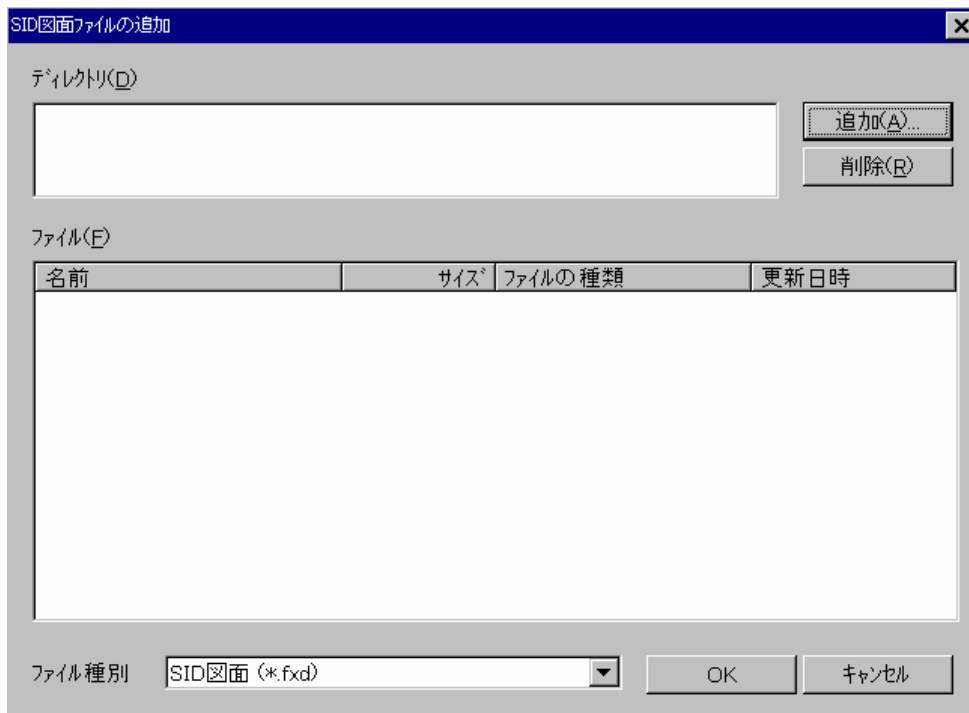 SID図面ﾌｧｲﾙの追加
ﾃﾞｨﾚｸﾄﾘ(D)
追加(A)...
削除(R)
ﾌｧｲﾙ(F)
名前 ｻｲｽﾞ ﾌｧｲﾙの種類 更新日時
ﾌｧｲﾙ種別 SID図面 (*.fxd) OK ｷｬﾝｾﾙ